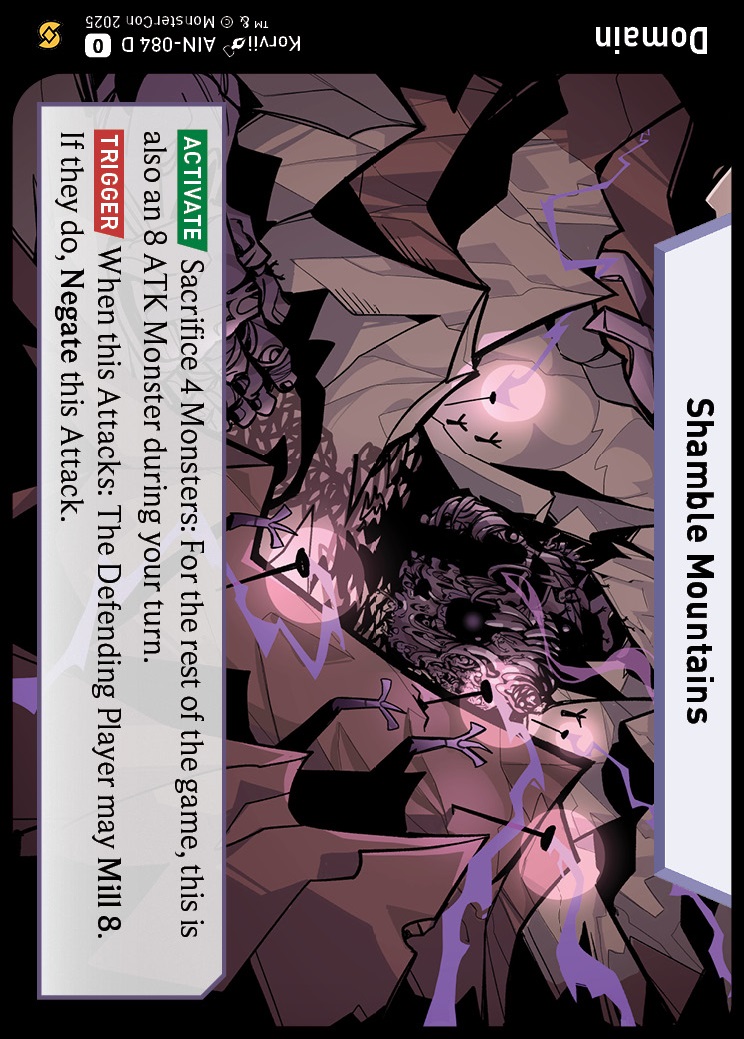 Shamble Mountains
ACTIVATE Sacrifice 4 Monsters: For the rest of the game, this is
also an 8 ATK Monster during your turn.
TRIGGER When this Attacks: The Defending Player may Mill 8.
If they do, Negate this Attack.
Domain
Korvii AIN-084 D 0
™ & © MonsterCon 2025